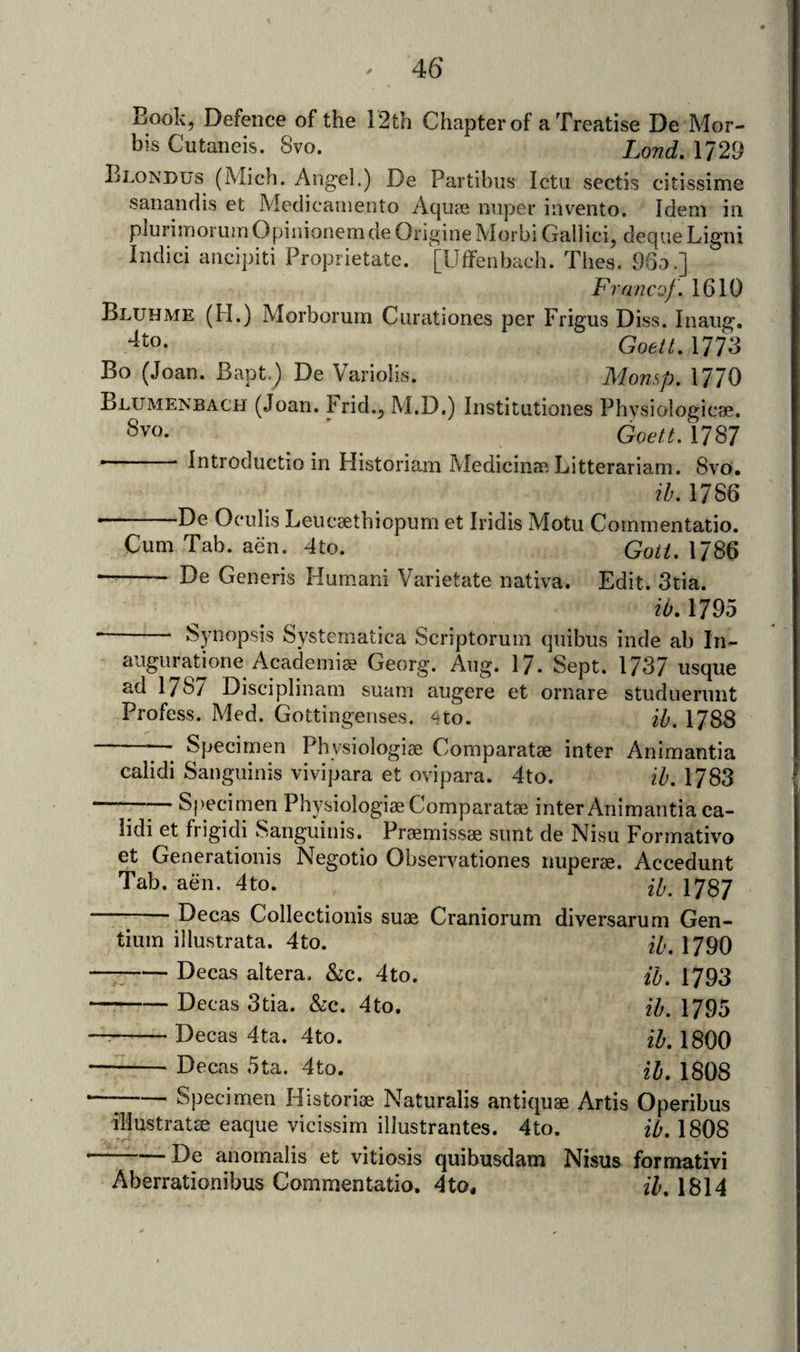 46
Book, Defence of the 12th Chapter of a Treatise De Mor-
bis Cutaneis. 8vo. Lond. 1729
Blondus (Mich. Angel.) De Partibus Ictu sectis citissime
sanandis et Medicamento Aquæ nuper invento. Idem in
plurimorum Opinionem de Origine Morbi Gallici, deque Ligni
Indici ancipiti Proprietate. [Uffenbach. Thes. 965.]
Francof. 1610
Bluhme (H.) Morborum Curationes per Frigus Diss. Inaug.
4to. Goett. 1773
Bo (Joan. Bapt.) De Variolis. Monsp. 1770
Blumenbach (Joan. Frid., M.D.) Institutiones Physiologicæ.
8vo. Goett. 1787
——— Introductio in Historiam Medicinæ Litterariam. 8vo.
ib. 1786
———De Oculis Leucæthiopum et Iridis Motu Commentatio.
Cum Tab. aën. 4to. Gott. 1786
——— De Generis Humani Varietate nativa. Edit. 3tia.
ib. 1795
——— Synopsis Systematica Scriptorum quibus inde ab In-
auguratione Academiæ Georg. Aug. 17. Sept. 1737 usque
ad 1787 Disciplinam suam augere et ornare studuerunt
Profess. Med. Gottingenses. 4to. ib. 1788
——— Specimen Physiologiæ Comparatæ inter Animantia
calidi Sanguinis vivipara et ovipara. 4to. ib. 1783
——— Specimen Physiologiæ Comparatæ inter Animantia ca-
lidi et frigidi Sanguinis. Præmissæ sunt de Nisu Formativo
et Generationis Negotio Observationes nuperæ. Accedunt
Tab. aën. 4to. ib. 1787
——— Decas Collectionis suæ Craniorum diversarum Gen-
tium illustrata. 4to. ib. 1790
——— Decas altera. &c. 4to. ib. 1793
——— Decas 3tia. &c. 4to. ib. 1795
——— Decas 4ta. 4to. ib. 1800
——— Decas 5ta. 4to. ib. 1808
——— Specimen Historiæ Naturalis antiquæ Artis Operibus
illustratæ eaque vicissim illustrantes. 4to. ib. 1808
——— De anomalis et vitiosis quibusdam Nisus formativi
Aberrationibus Commentatio. 4to. ib. 1814